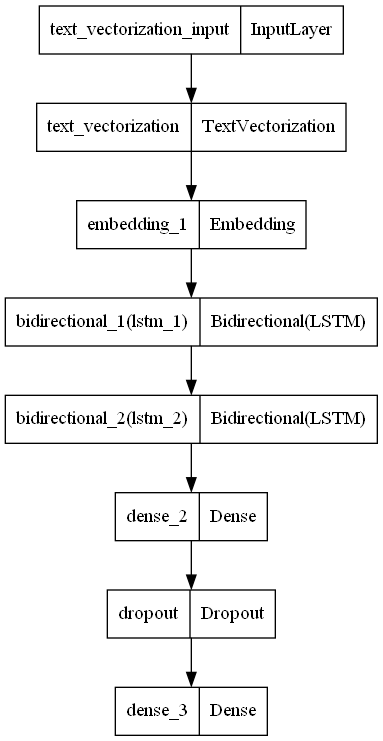 text_vectorization_input InputLayer
text_vectorization TextVectorization
embedding_1 Embedding
bidirectional_1(lstm_1) Bidirectional(LSTM)
bidirectional_2(lstm_2) Bidirectional(LSTM)
dense_2 Dense
dropout Dropout
dense_3 Dense